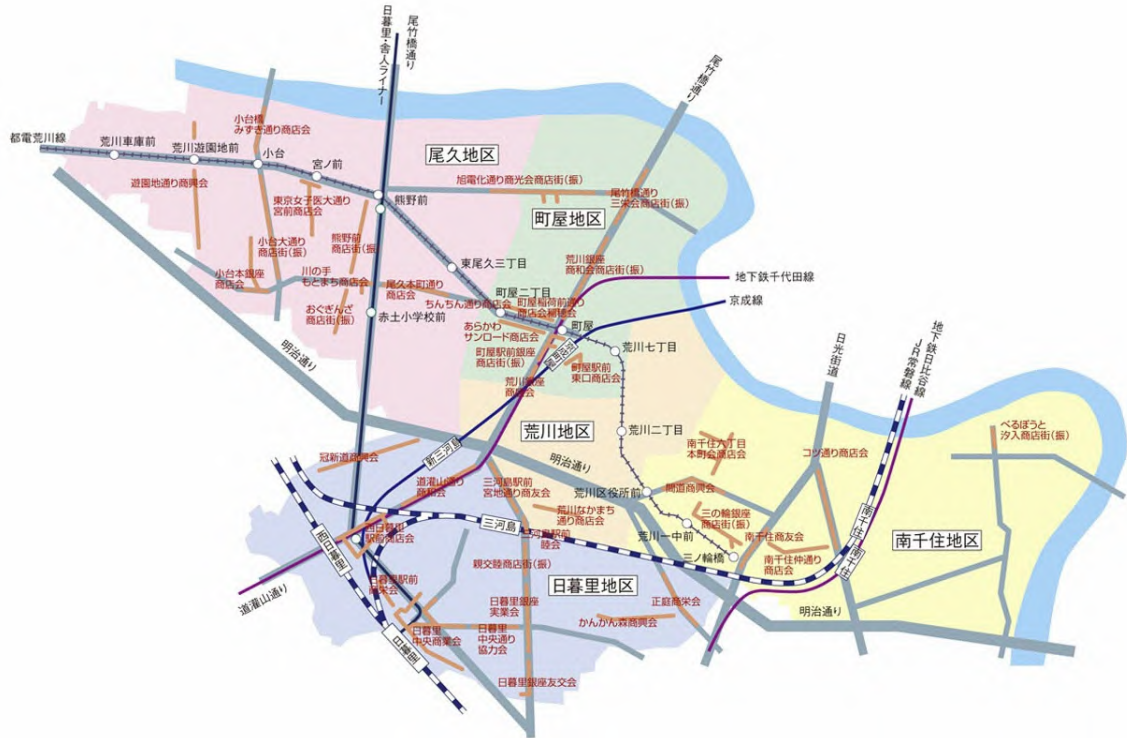 日暮里・舎人ライナー
尾竹橋通り
尾竹橋通り
小台橋
みずき通り商店会
都電荒川線
荒川車庫前
荒川遊園地前
小台
宮ノ前
尾久地区
遊園地通り商興会
東京女子医大通り
宮前商店会
熊野前
旭電化通り商光会商店街(振)
尾竹橋通り
三栄会商店街(振)
町屋地区
小台大通り
商店街(振)
熊野前
商店街(振)
荒川銀座
商和会商店街(振)
東尾久三丁目
小台本銀座
商店会
川の手
もとまち商店会
尾久本町通り
商店会
町屋二丁目
地下鉄千代田線
京成線
おぐぎんざ
商店街(振)
赤土小学校前
ちんちん通り商店会
町屋稲荷前通り
商店会稲穂会
あらかわ
サンロード商店会
町屋
明治通り
町屋駅前銀座
商店街(振)
荒川七丁目
町屋駅前
東口商店会
日光街道
地下鉄日比谷線
JR常磐線
荒川地区
荒川二丁目
南千住六丁目
本町会商店会
コツ通り商店会
べるぽうと
汐入商店街(振)
冠新道商興会
新三河島
道灌山通り
三河島駅前
宮地通り商友会
明治通り
荒川区役所前
間道商興会
三河島
荒川なかまち
通り商店会
三の輪銀座
商店街(振)
西日暮里
西日暮里
駅前商店会
三河島駅前
睦会
荒川一中前
南千住商友会
南千住
南千住
南千住地区
三ノ輪橋
南千住仲通り
商店会
道灌山通り
日暮里駅前
親交睦商店街(振)
日暮里地区
日暮里銀座
実業会
正庭商栄会
かんかん森商興会
明治通り
日暮里
中央商業会
日暮里
中央通り
協力会
日暮里銀座友交会